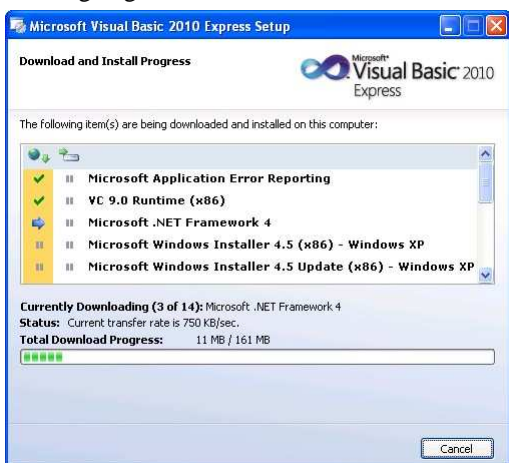 Microsoft Visual Basic 2010 Express Setup
Download and Install Progress
Microsoft®
Visual Basic® 2010
Express
The following item(s) are being downloaded and installed on this computer:
Microsoft Application Error Reporting
VC 9.0 Runtime (x86)
Microsoft .NET Framework 4
Microsoft Windows Installer 4.5 (x86) - Windows XP
Microsoft Windows Installer 4.5 Update (x86) - Windows XP
Currently Downloading (3 of 14): Microsoft .NET Framework 4
Status: Current transfer rate is 750 KB/sec.
Total Download Progress: 11 MB / 161 MB
Cancel